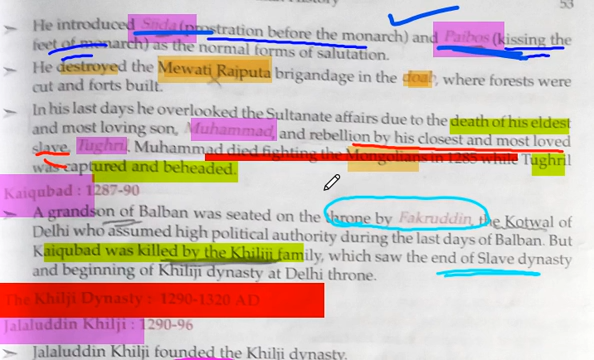 53
➤ He introduced Sijda (prostration before the monarch) and Paibos (kissing the
feet of monarch) as the normal forms of salutation.
➤ He destroyed the Mewati Rajputa brigandage in the doab, where forests were
cut and forts built.
➤ In his last days he overlooked the Sultanate affairs due to the death of his eldest
and most loving son, Muhammad, and rebellion by his closest and most loved
slave, Tughril. Muhammad died fighting the Mongolians in 1285 while Tughril
was captured and beheaded.
Kaiqubad : 1287-90
➤ A grandson of Balban was seated on the throne by Fakruddin, the Kotwal of
Delhi who assumed high political authority during the last days of Balban. But
Kaiqubad was killed by the Khiliji family, which saw the end of Slave dynasty
and beginning of Khiliji dynasty at Delhi throne.
The Khilji Dynasty : 1290-1320 AD
Jalaluddin Khilji : 1290-96
➤ Jalaluddin Khilji founded the Khilji dynasty.